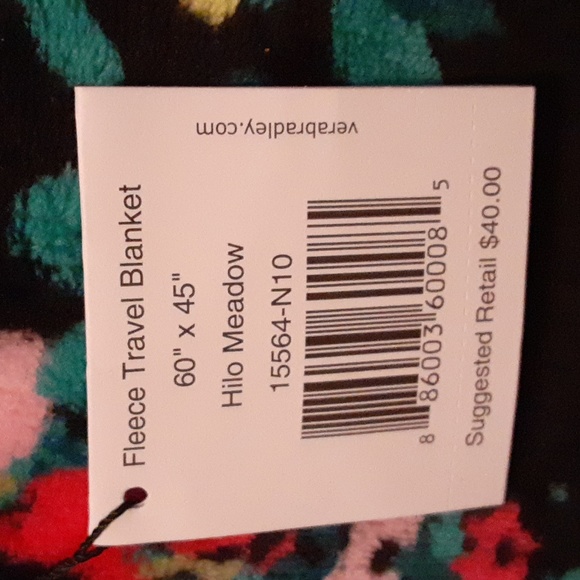 verabradley.com
Fleece Travel Blanket
60" x 45"
Hilo Meadow
15564-N10
8 86003 60008 5
Suggested Retail $40.00